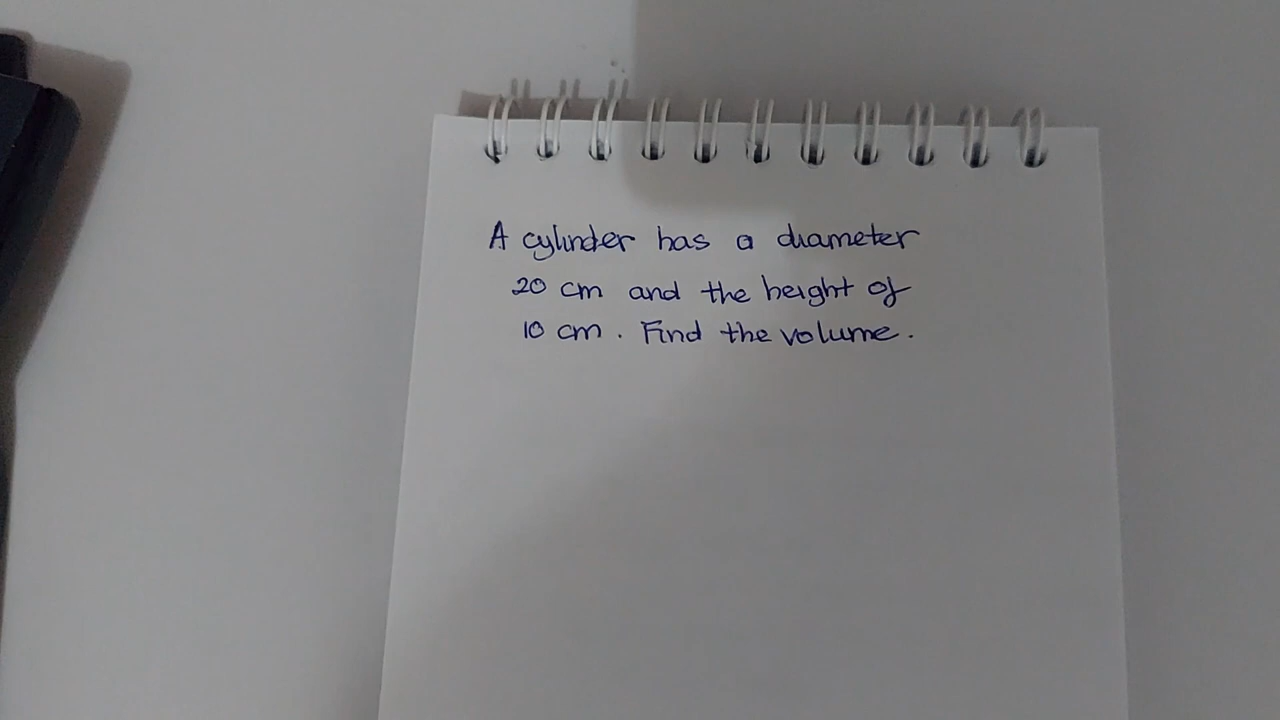 A cylinder has a diameter
20 cm and the height of
10 cm. Find the volume.